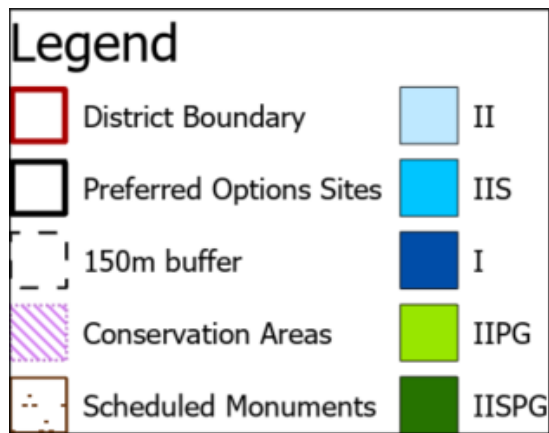 Legend
District Boundary
Preferred Options Sites
150m buffer
Conservation Areas
Scheduled Monuments
II
IIS
I
IIPG
IISPG